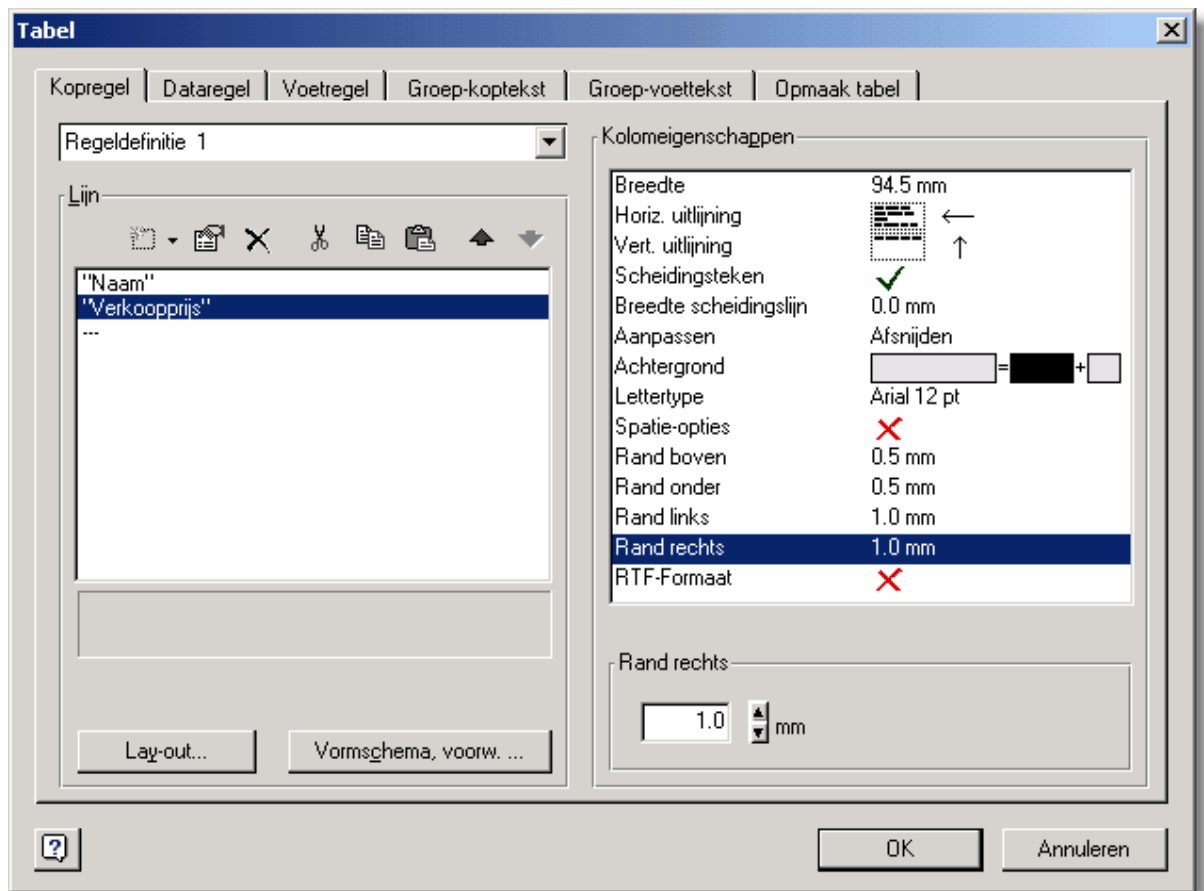 Tabel
Kopregel Dataregel Voetregel Groep-koptekst Groep-voettekst Opmaak tabel
Regeldefinitie 1
Lijn
"Naam"
"Verkoopprijs"
---
Lay-out...
Vormschema, voorw. ...
Kolomeigenschappen
Breedte 94.5 mm
Horiz. uitlijning
Vert. uitlijning
Scheidingsteken
Breedte scheidingslijn 0.0 mm
Aanpassen Afsnijden
Achtergrond = +
Lettertype Arial 12 pt
Spatie-opties
Rand boven 0.5 mm
Rand onder 0.5 mm
Rand links 1.0 mm
Rand rechts 1.0 mm
RTF-Formaat
Rand rechts
1.0 mm
OK Annuleren